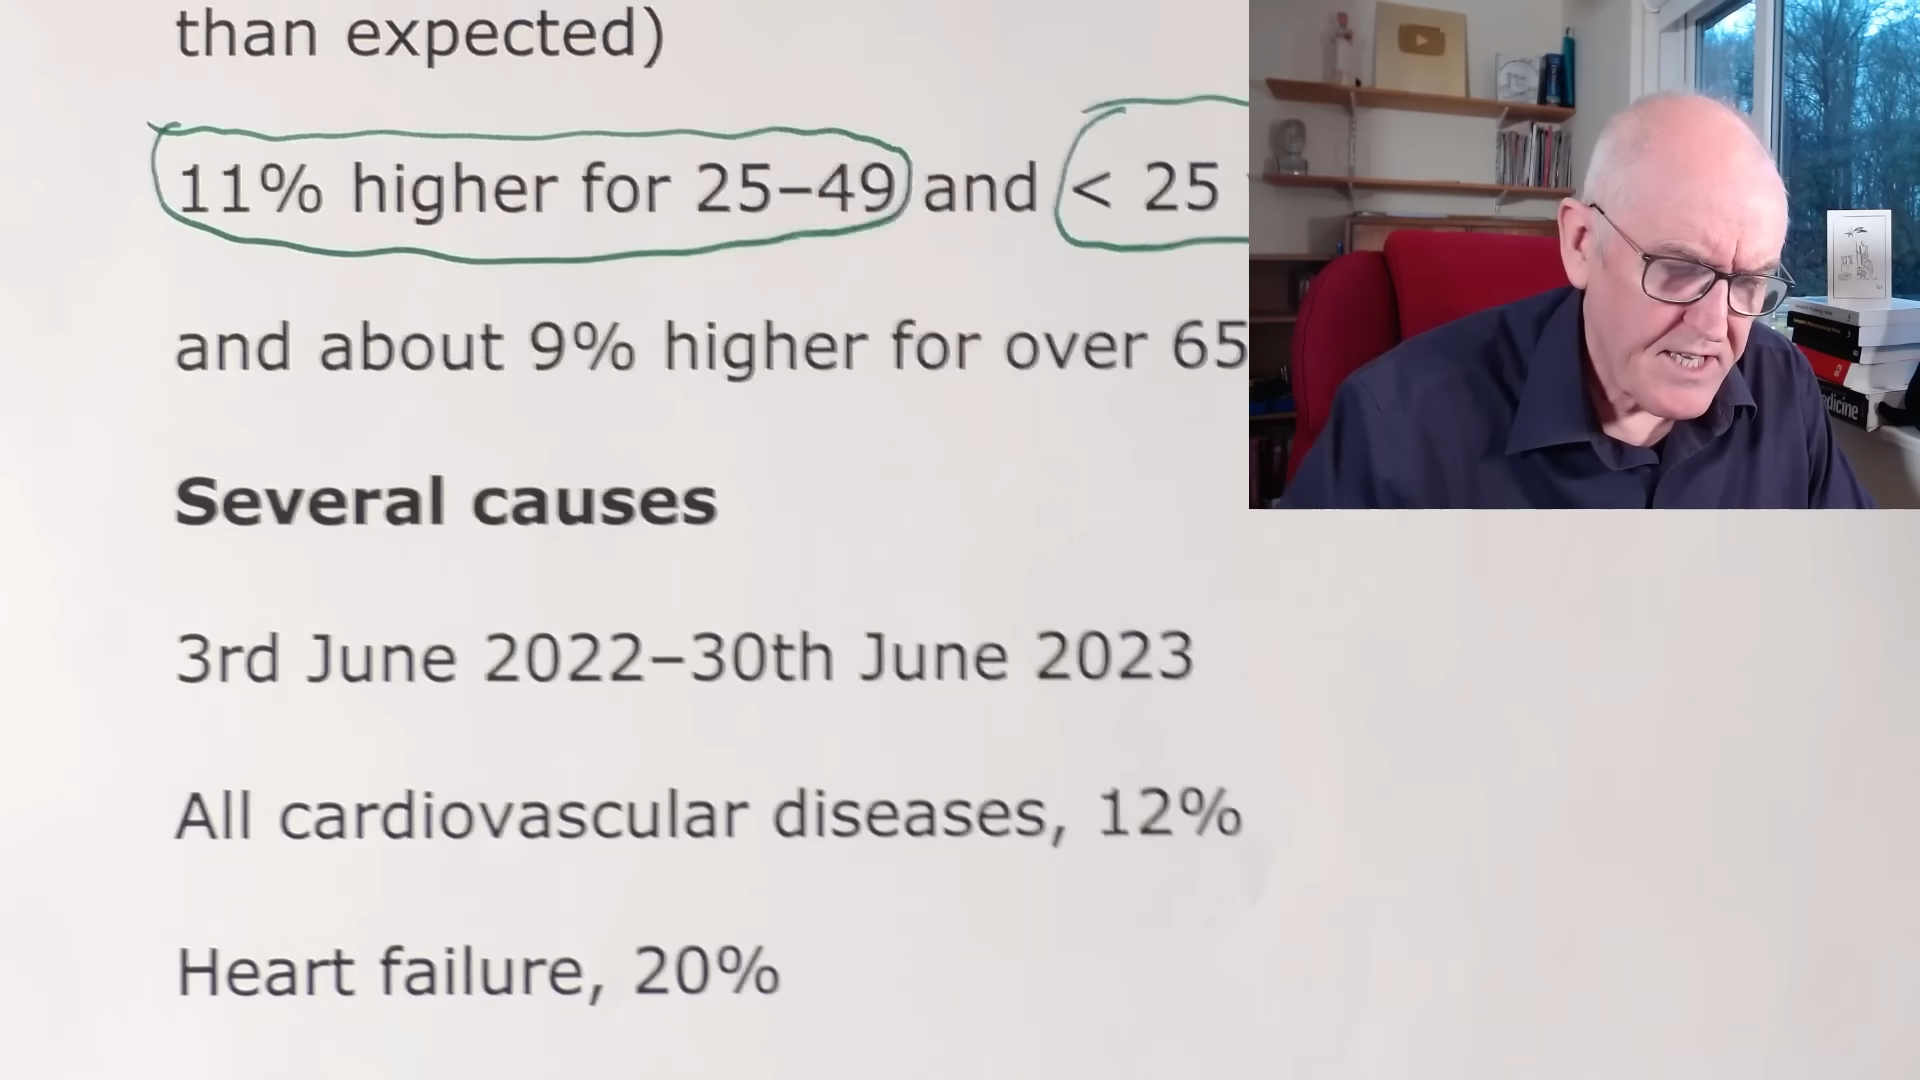 than expected)
11% higher for 25–49 and < 25
and about 9% higher for over 65
Several causes
3rd June 2022–30th June 2023
All cardiovascular diseases, 12%
Heart failure, 20%
edicine